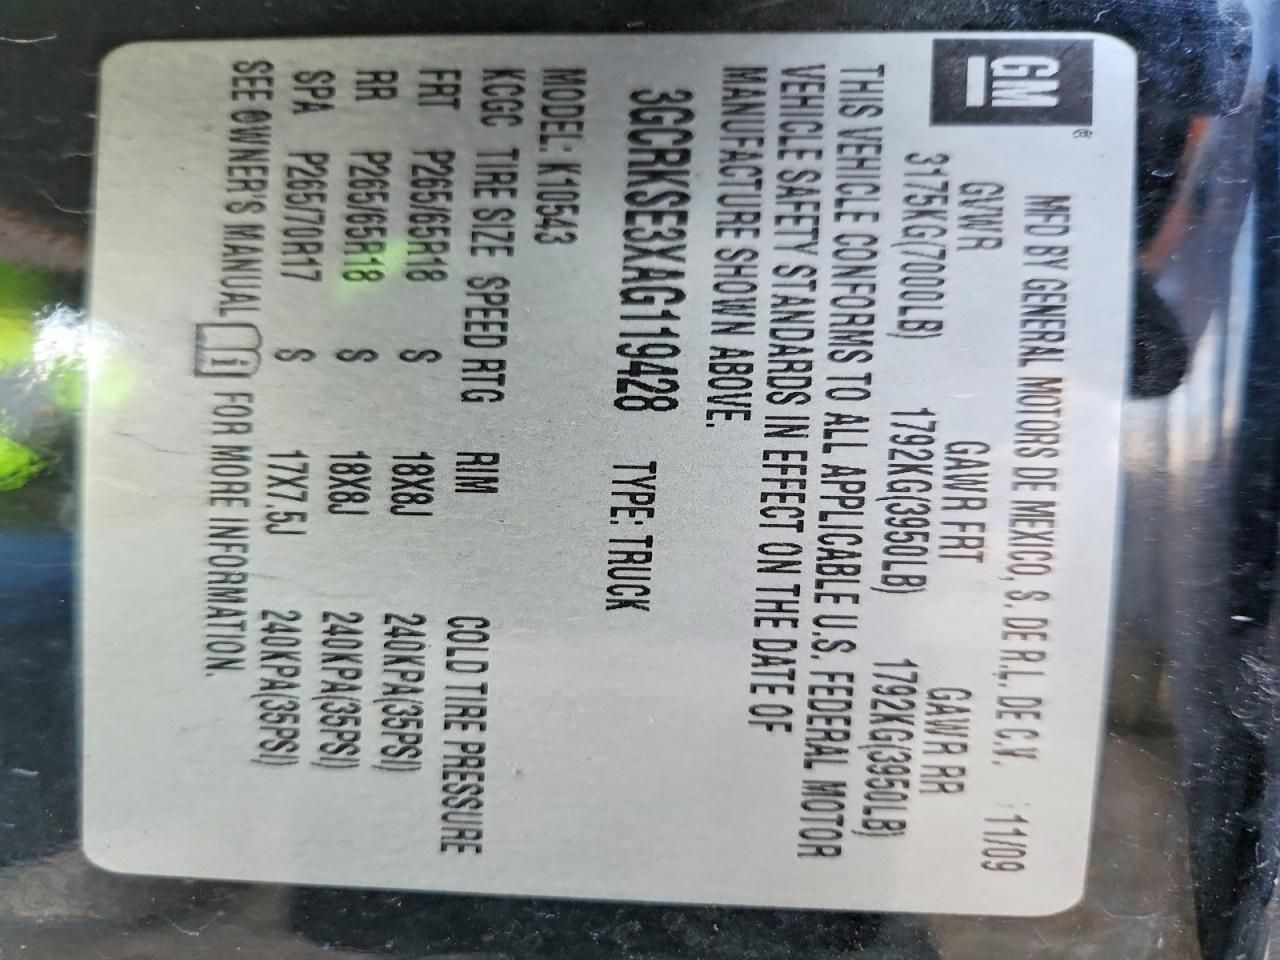 GM®
MFD BY GENERAL MOTORS DE MEXICO, S. DE R.L. DE C.V. 11/09
GVWR GAWR FRT GAWR RR
3175KG(7000LB) 1792KG(3950LB) 1792KG(3950LB)
THIS VEHICLE CONFORMS TO ALL APPLICABLE U.S. FEDERAL MOTOR
VEHICLE SAFETY STANDARDS IN EFFECT ON THE DATE OF
MANUFACTURE SHOWN ABOVE.
3GCRKSE3XAG119428 TYPE: TRUCK
MODEL: K10543
KCGC TIRE SIZE SPEED RTG RIM COLD TIRE PRESSURE
FRT P265/65R18 S 18X8J 240KPA(35PSI)
RR P265/65R18 S 18X8J 240KPA(35PSI)
SPA P265/70R17 S 17X7.5J 240KPA(35PSI)
SEE OWNER'S MANUAL i FOR MORE INFORMATION.